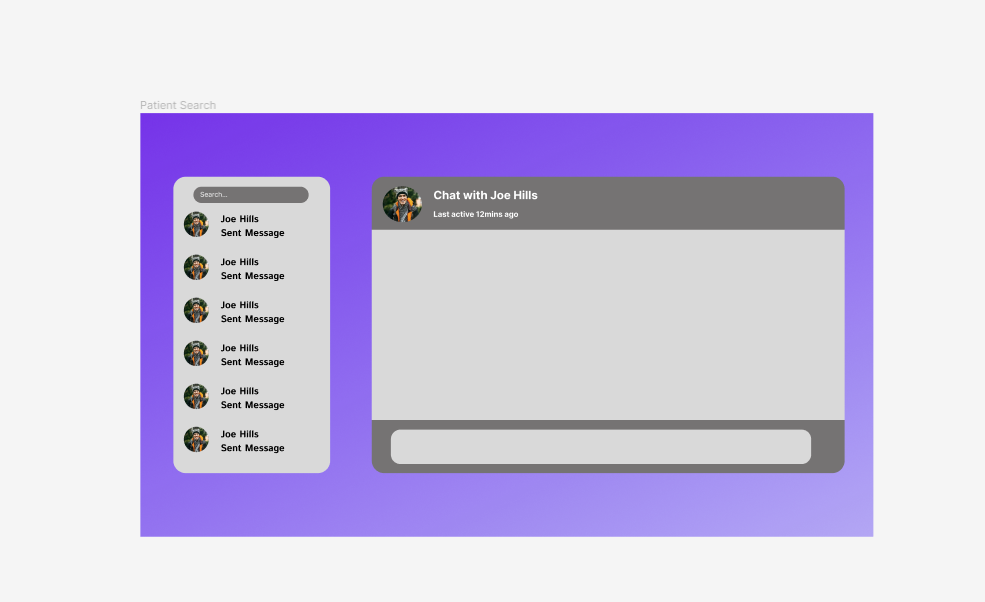 Patient Search
Search...
Joe Hills
Sent Message
Joe Hills
Sent Message
Joe Hills
Sent Message
Joe Hills
Sent Message
Joe Hills
Sent Message
Joe Hills
Sent Message
Chat with Joe Hills
Last active 12mins ago